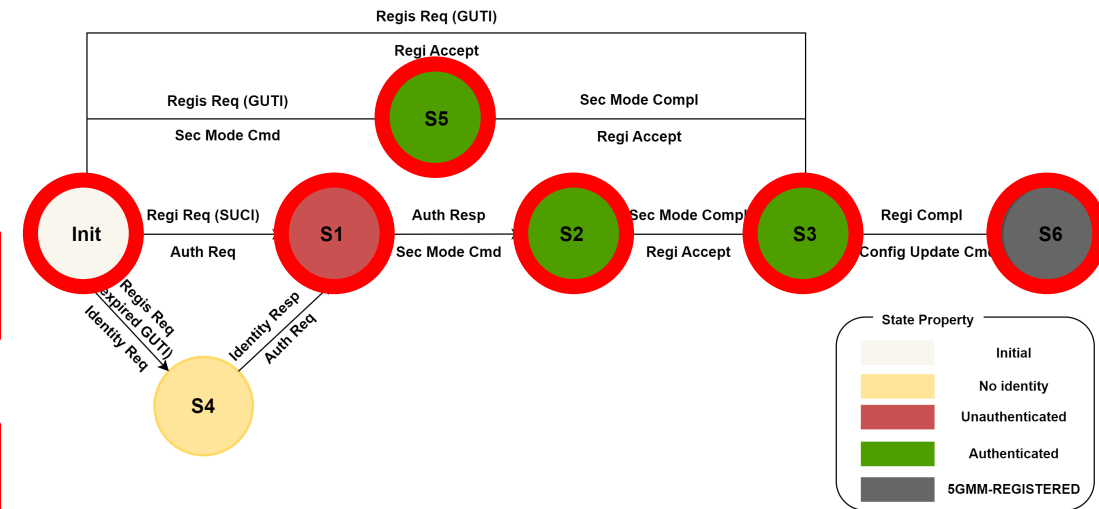 Regis Req (GUTI)
Regi Accept
Regis Req (GUTI)
Sec Mode Cmd
S5
Sec Mode Compl
Regi Accept
Init
Regi Req (SUCI)
Auth Req
S1
Auth Resp
Sec Mode Cmd
S2
Sec Mode Compl
Regi Accept
S3
Regi Compl
Config Update Cmd
S6
Regis Req
(expired GUTI)
Identity Req
Identity Resp
Auth Req
S4
State Property
Initial
No identity
Unauthenticated
Authenticated
5GMM-REGISTERED